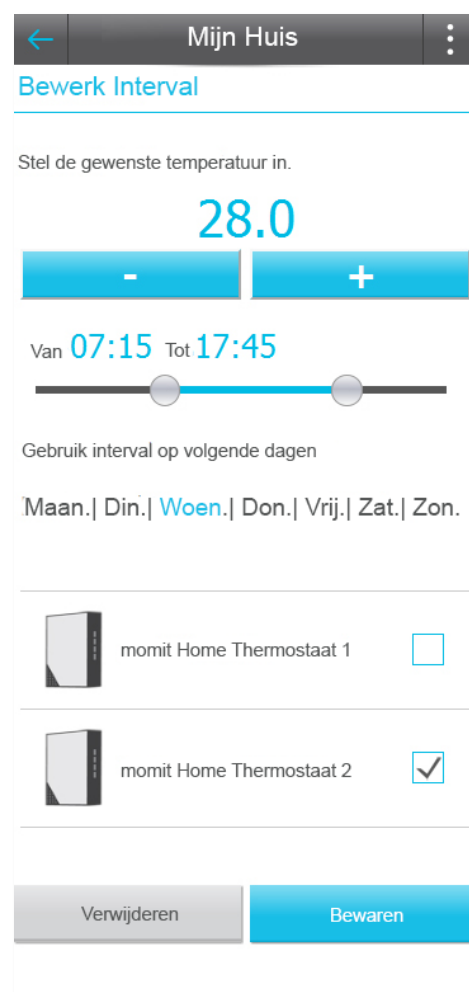 Mijn Huis
Bewerk Interval
Stel de gewenste temperatuur in.
28.0
- +
Van 07:15 Tot 17:45
Gebruik interval op volgende dagen
Maan.| Din.| Woen.| Don.| Vrij.| Zat.| Zon.
momit Home Thermostaat 1
momit Home Thermostaat 2
Verwijderen Bewaren